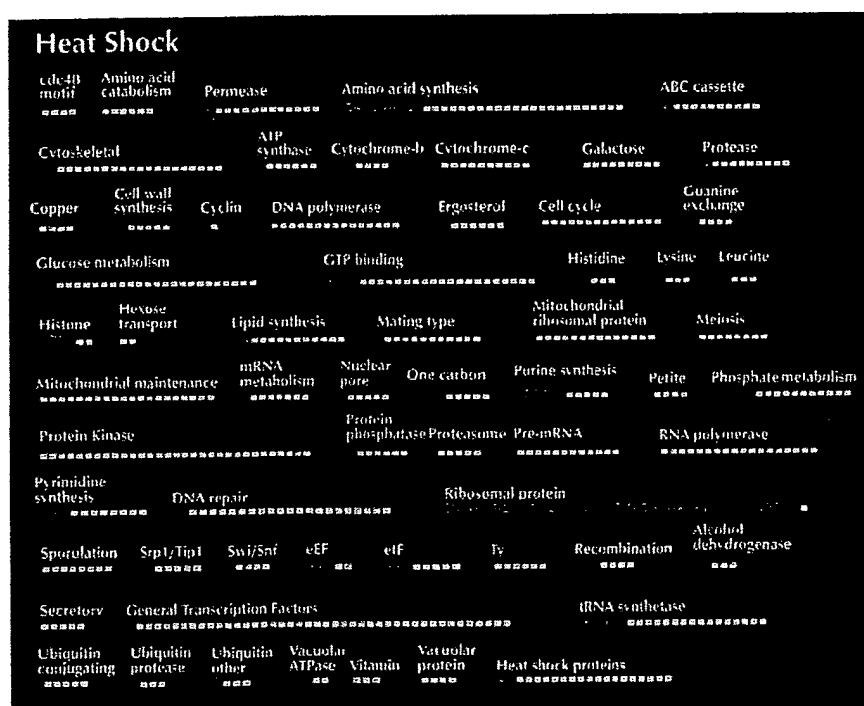 Heat Shock
cdc48 Amino acid
motif catabolism Permease Amino acid synthesis ABC cassette
ATP
Cytoskeletal synthase Cytochrome-b Cytochrome-c Galactose Protease
Cell wall Guanine
Copper synthesis Cyclin DNA polymerase Ergosterol Cell cycle exchange
Glucose metabolism GTP binding Histidine Lysine Leucine
Hexose Mitochondrial
Histone transport Lipid synthesis Mating type ribosomal protein Meiosis
mRNA Nuclear
Mitochondrial maintenance metabolism pore One carbon Purine synthesis Petite Phosphate metabolism
Protein
Protein Kinase phosphatase Proteasome Pre-mRNA RNA polymerase
Pyrimidine
synthesis DNA repair Ribosomal protein
Alcohol
Sporulation Srp1/Tip1 Swi/Snf eEF eIF Ty Recombination dehydrogenase
Secretory General Transcription Factors tRNA synthetase
Ubiquitin Ubiquitin Ubiquitin Vacuolar Vacuolar
conjugating protease other ATPase Vitamin protein Heat shock proteins